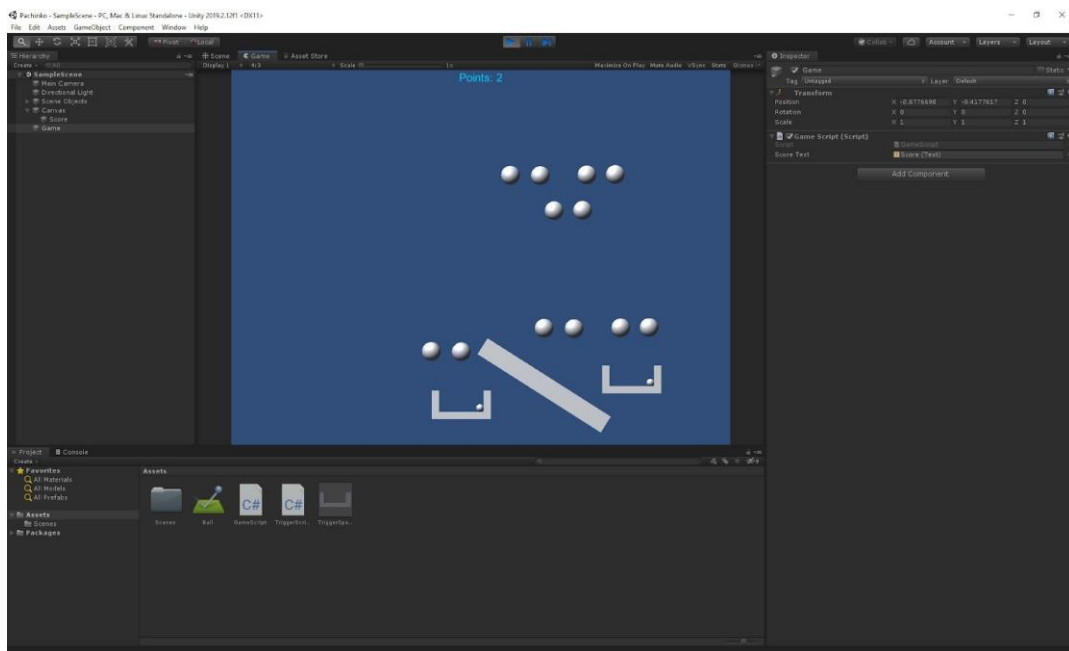 Pachinko - SampleScene - PC, Mac & Linux Standalone - Unity 2019.2.12f1 <DX11>
File Edit Assets GameObject Component Window Help
Pivot Local
Collab Account Layers Layout
Hierarchy
Create All
SampleScene
Main Camera
Directional Light
Scene Objects
Canvas
Score
Game
Scene Game Asset Store
Display 1 4:3 Scale 1x Maximize On Play Mute Audio VSync Stats Gizmos
Points: 2
Inspector
Game Static
Tag Untagged Layer Default
Transform
Position X -0.8776698 Y -0.4177617 Z 0
Rotation X 0 Y 0 Z 0
Scale X 1 Y 1 Z 1
Game Script (Script)
Script GameScript
Score Text Score (Text)
Add Component
Project Console
Create
Favorites
All Materials
All Models
All Prefabs
Assets
Scenes
Packages
Assets
Scenes Ball GameScript TriggerScri... TriggerSpa...